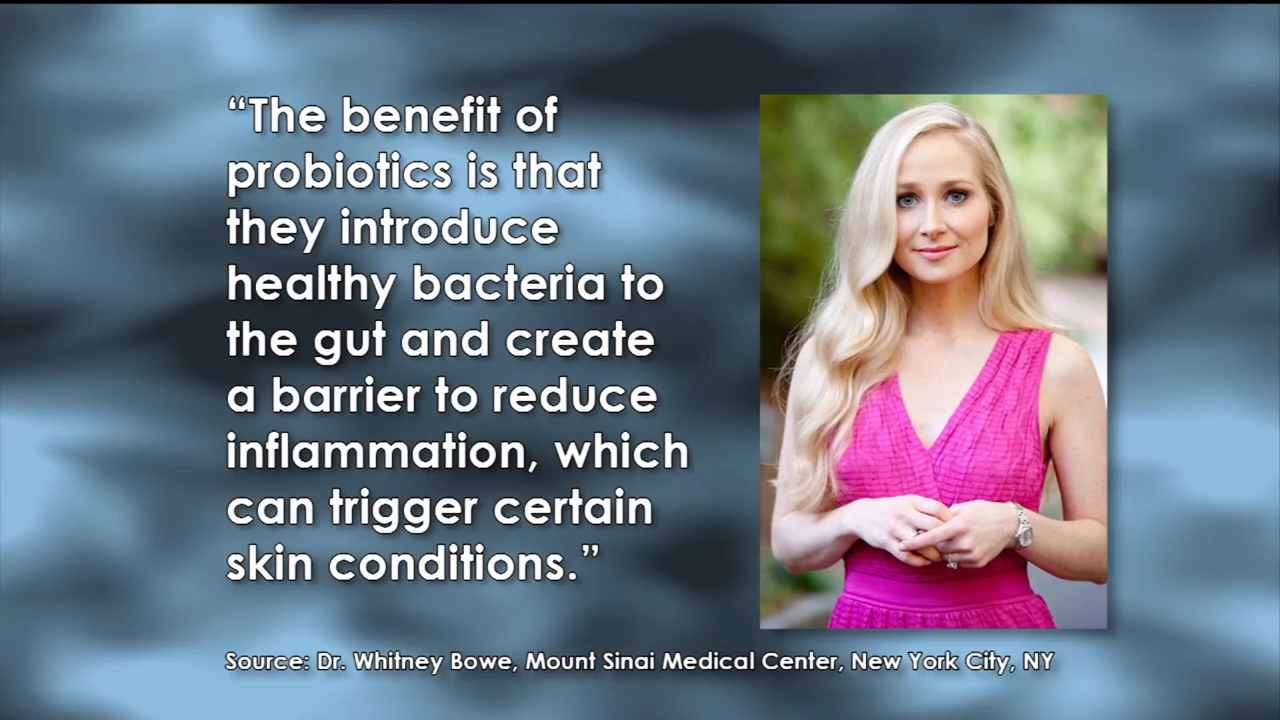 “The benefit of
probiotics is that
they introduce
healthy bacteria to
the gut and create
a barrier to reduce
inflammation, which
can trigger certain
skin conditions.”
Source: Dr. Whitney Bowe, Mount Sinai Medical Center, New York City, NY